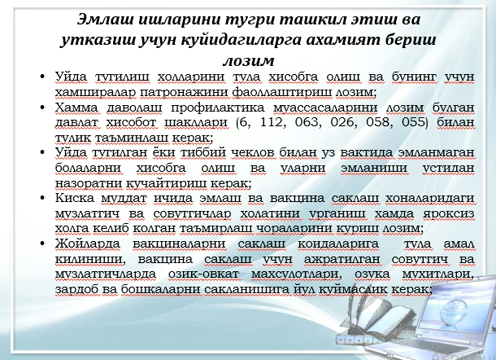 Эмлаш ишларини тугри ташкил этиш ва
утказиш учун куйидагиларга ахамият бериш
лозим
• Уйда тугилиш холларини тула хисобга олиш ва бунинг учун
хамширалар патронажини фаоллаштириш лозим;
• Хамма даволаш профилактика муассасаларини лозим булган
давлат хисобот шакллари (6, 112, 063, 026, 058, 055) билан
тулик таъминлаш керак;
• Уйда тугилган ёки тиббий чеклов билан уз вактида эмланмаган
болаларни хисобга олиш ва уларни эмланиши устидан
назоратни кучайтириш керак;
• Киска муддат ичида эмлаш ва вакцина саклаш хоналаридаги
музлатгич ва совутгичлар холатини урганиш хамда яроксиз
холга келиб колган таъмирлаш чораларини куриш лозим;
• Жойларда вакциналарни саклаш коидаларига тула амал
килиниши, вакцина саклаш учун ажратилган совутгич ва
музлатгичларда озик-овкат махсулотлари, озука мухитлари,
зардоб ва бошкаларни сакланишига йул куймаслик керак;